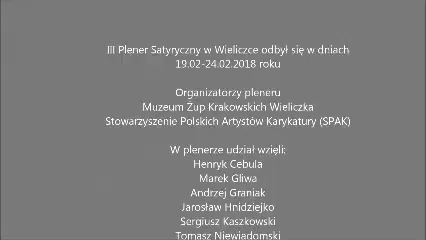 III Plener Satyryczny w Wieliczce odbył się w dniach
19.02-24.02.2018 roku
Organizatorzy pleneru
Muzeum Żup Krakowskich Wieliczka
Stowarzyszenie Polskich Artystów Karykatury (SPAK)
W plenerze udział wzięli:
Henryk Cebula
Marek Gliwa
Andrzej Graniak
Jarosław Hnidziejko
Sergiusz Kaszkowski
Tomasz Niewiadomski